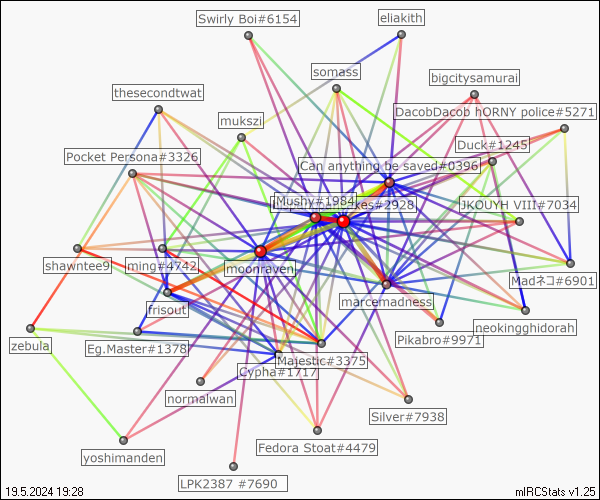 Swirly Boi#6154
eliakith
somass
bigcitysamurai
thesecondtwat
DacobDacob hORNY police#5271
mukszi
Duck#1245
Pocket Persona#3326
Can anything be saved#0396
Mushy#1984
#2928
JKOUYH VIII#7034
shawntee9
ming#4742
moonraven
Madネコ#6901
frisout
marcemadness
neokingghidorah
zebula
Eg.Master#1378
Majestic#3375
Pikabro#9971
Cypha#1717
normalwan
Silver#7938
yoshimanden
Fedora Stoat#4479
LPK2387 #7690
19.5.2024 19:28
mIRCStats v1.25